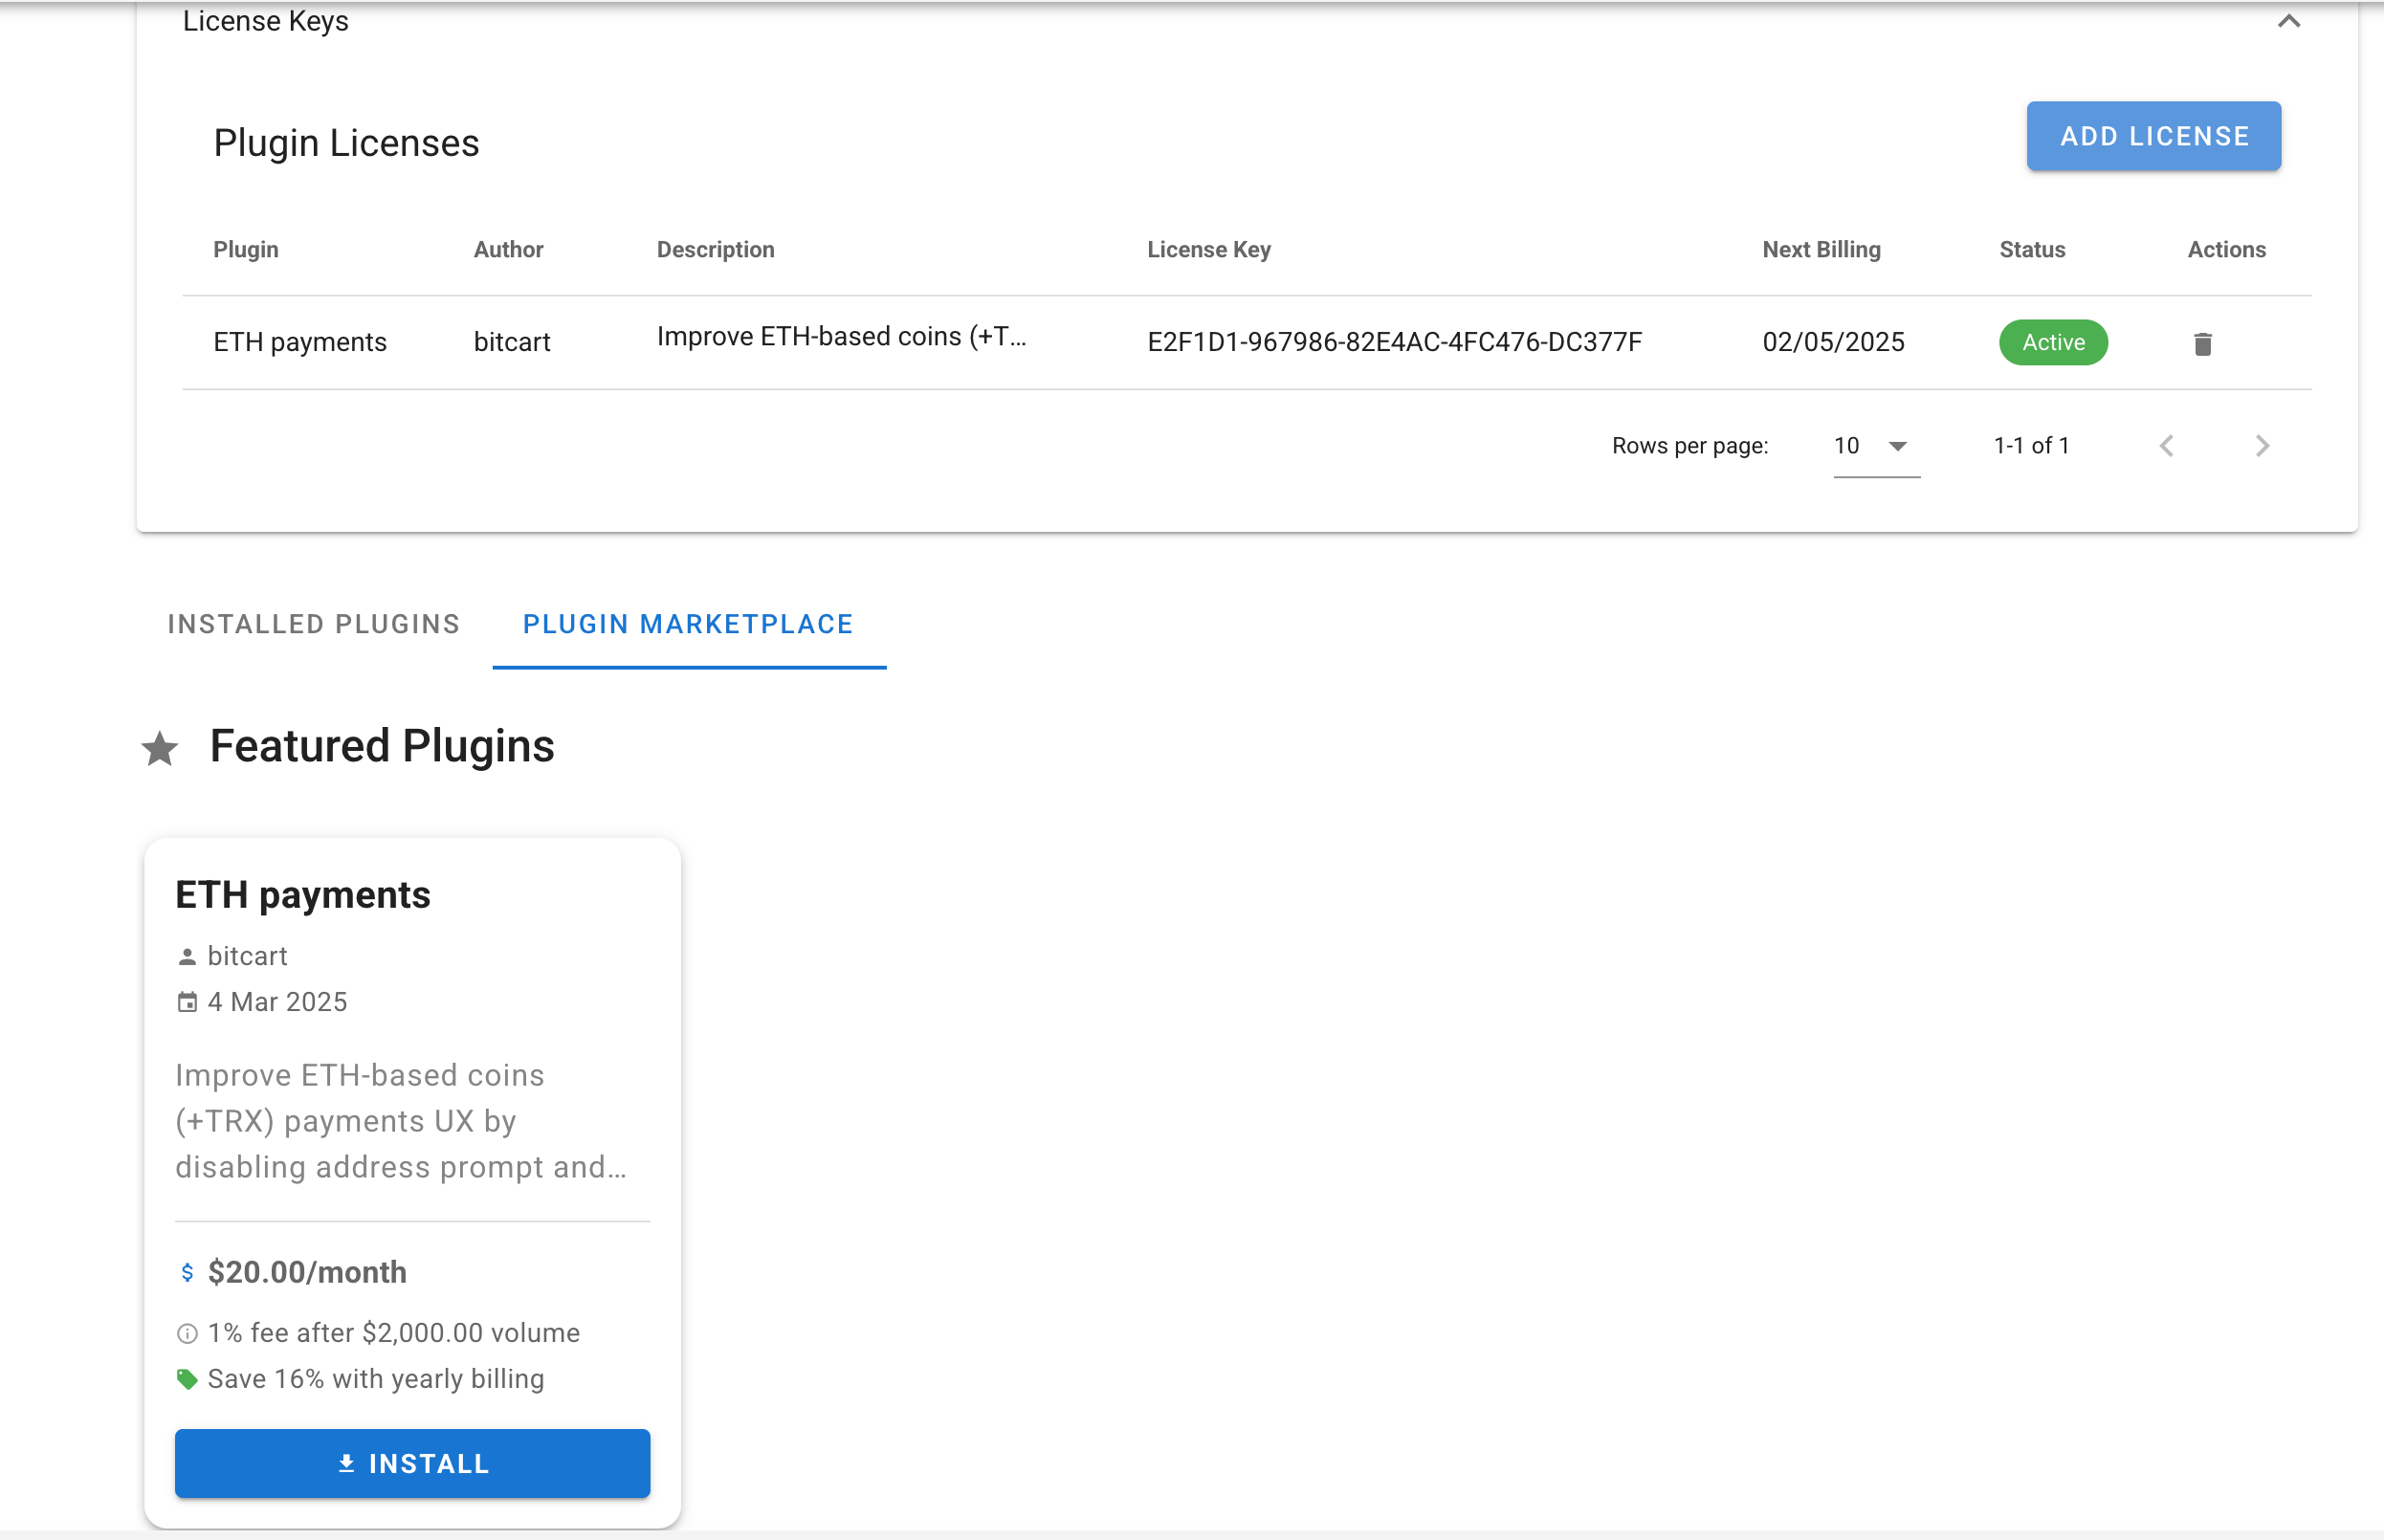 License Keys
Plugin Licenses
ADD LICENSE
Plugin Author Description License Key Next Billing Status Actions
ETH payments bitcart Improve ETH-based coins (+T... E2F1D1-967986-82E4AC-4FC476-DC377F 02/05/2025 Active
Rows per page: 10 1-1 of 1
INSTALLED PLUGINS PLUGIN MARKETPLACE
Featured Plugins
ETH payments
bitcart
4 Mar 2025
Improve ETH-based coins
(+TRX) payments UX by
disabling address prompt and...
$ $20.00/month
1% fee after $2,000.00 volume
Save 16% with yearly billing
INSTALL